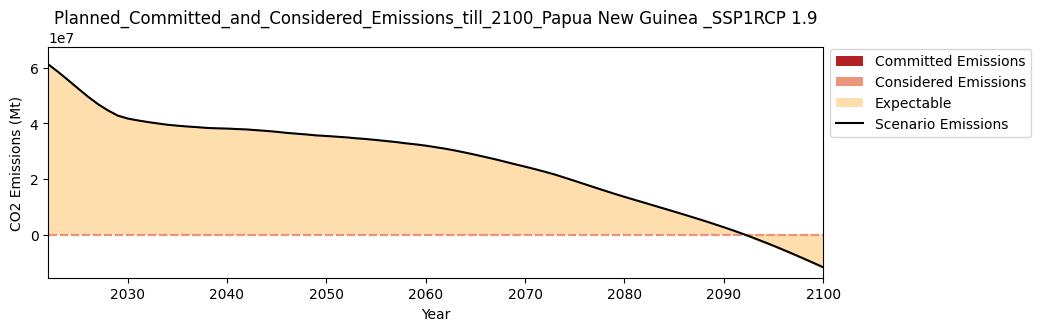 Planned_Committed_and_Considered_Emissions_till_2100_Papua New Guinea _SSP1RCP 1.9
1e7
6
4
2
0
CO2 Emissions (Mt)
2030 2040 2050 2060 2070 2080 2090 2100
Year
Committed Emissions
Considered Emissions
Expectable
Scenario Emissions